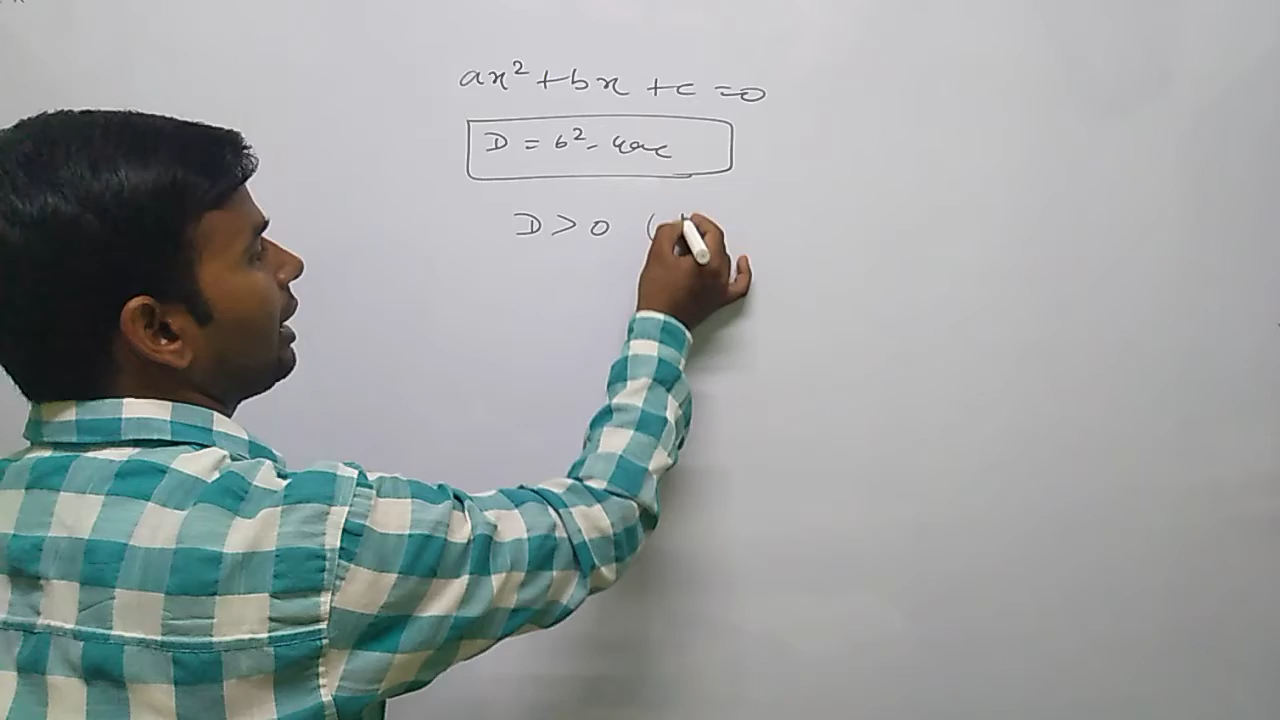 ax² + bx + c = 0
D = b² - 4ac
D > 0 (